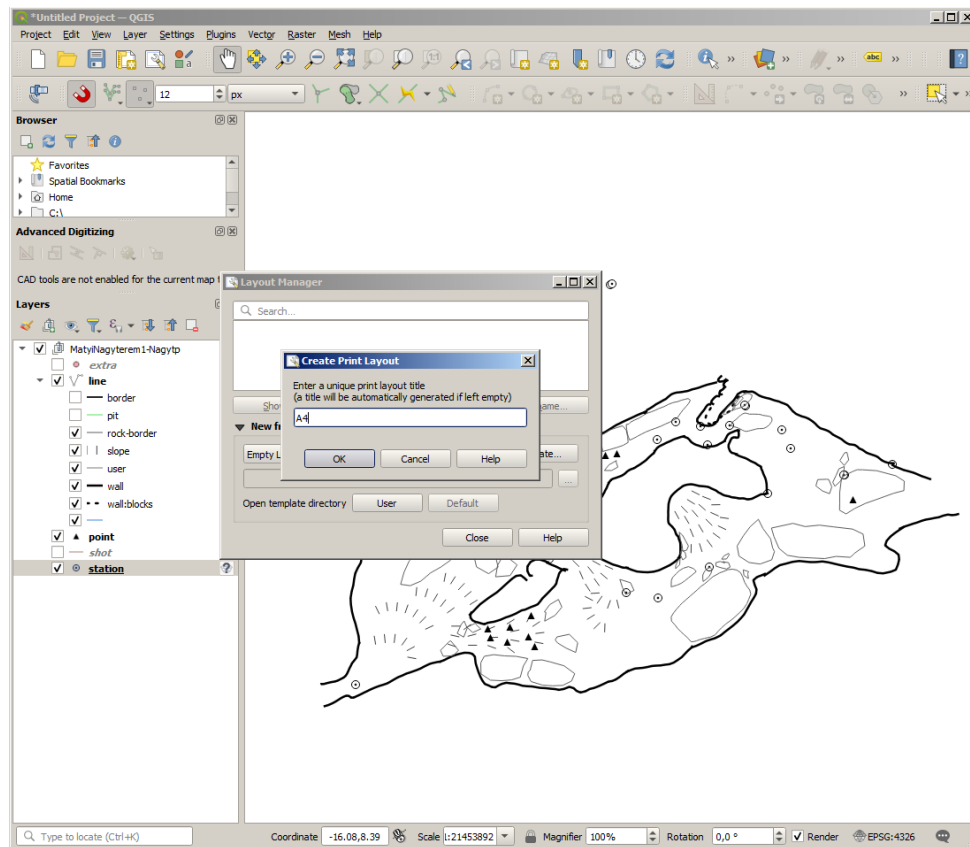 *Untitled Project — QGIS
Project Edit View Layer Settings Plugins Vector Raster Mesh Help
abc
12 px
Browser
Favorites
Spatial Bookmarks
Home
C:\
Advanced Digitizing
CAD tools are not enabled for the current map
Layers
MatyiNagyterem1-Nagytp
extra
line
border
pit
rock-border
slope
user
wall
wall:blocks
point
shot
station
Layout Manager
Search...
Create Print Layout
Enter a unique print layout title
(a title will be automatically generated if left empty)
A4
OK Cancel Help
Open template directory User Default
Close Help
Type to locate (Ctrl+K) Coordinate -16.08,8.39 Scale 1:21453892 Magnifier 100% Rotation 0,0 ° Render EPSG:4326